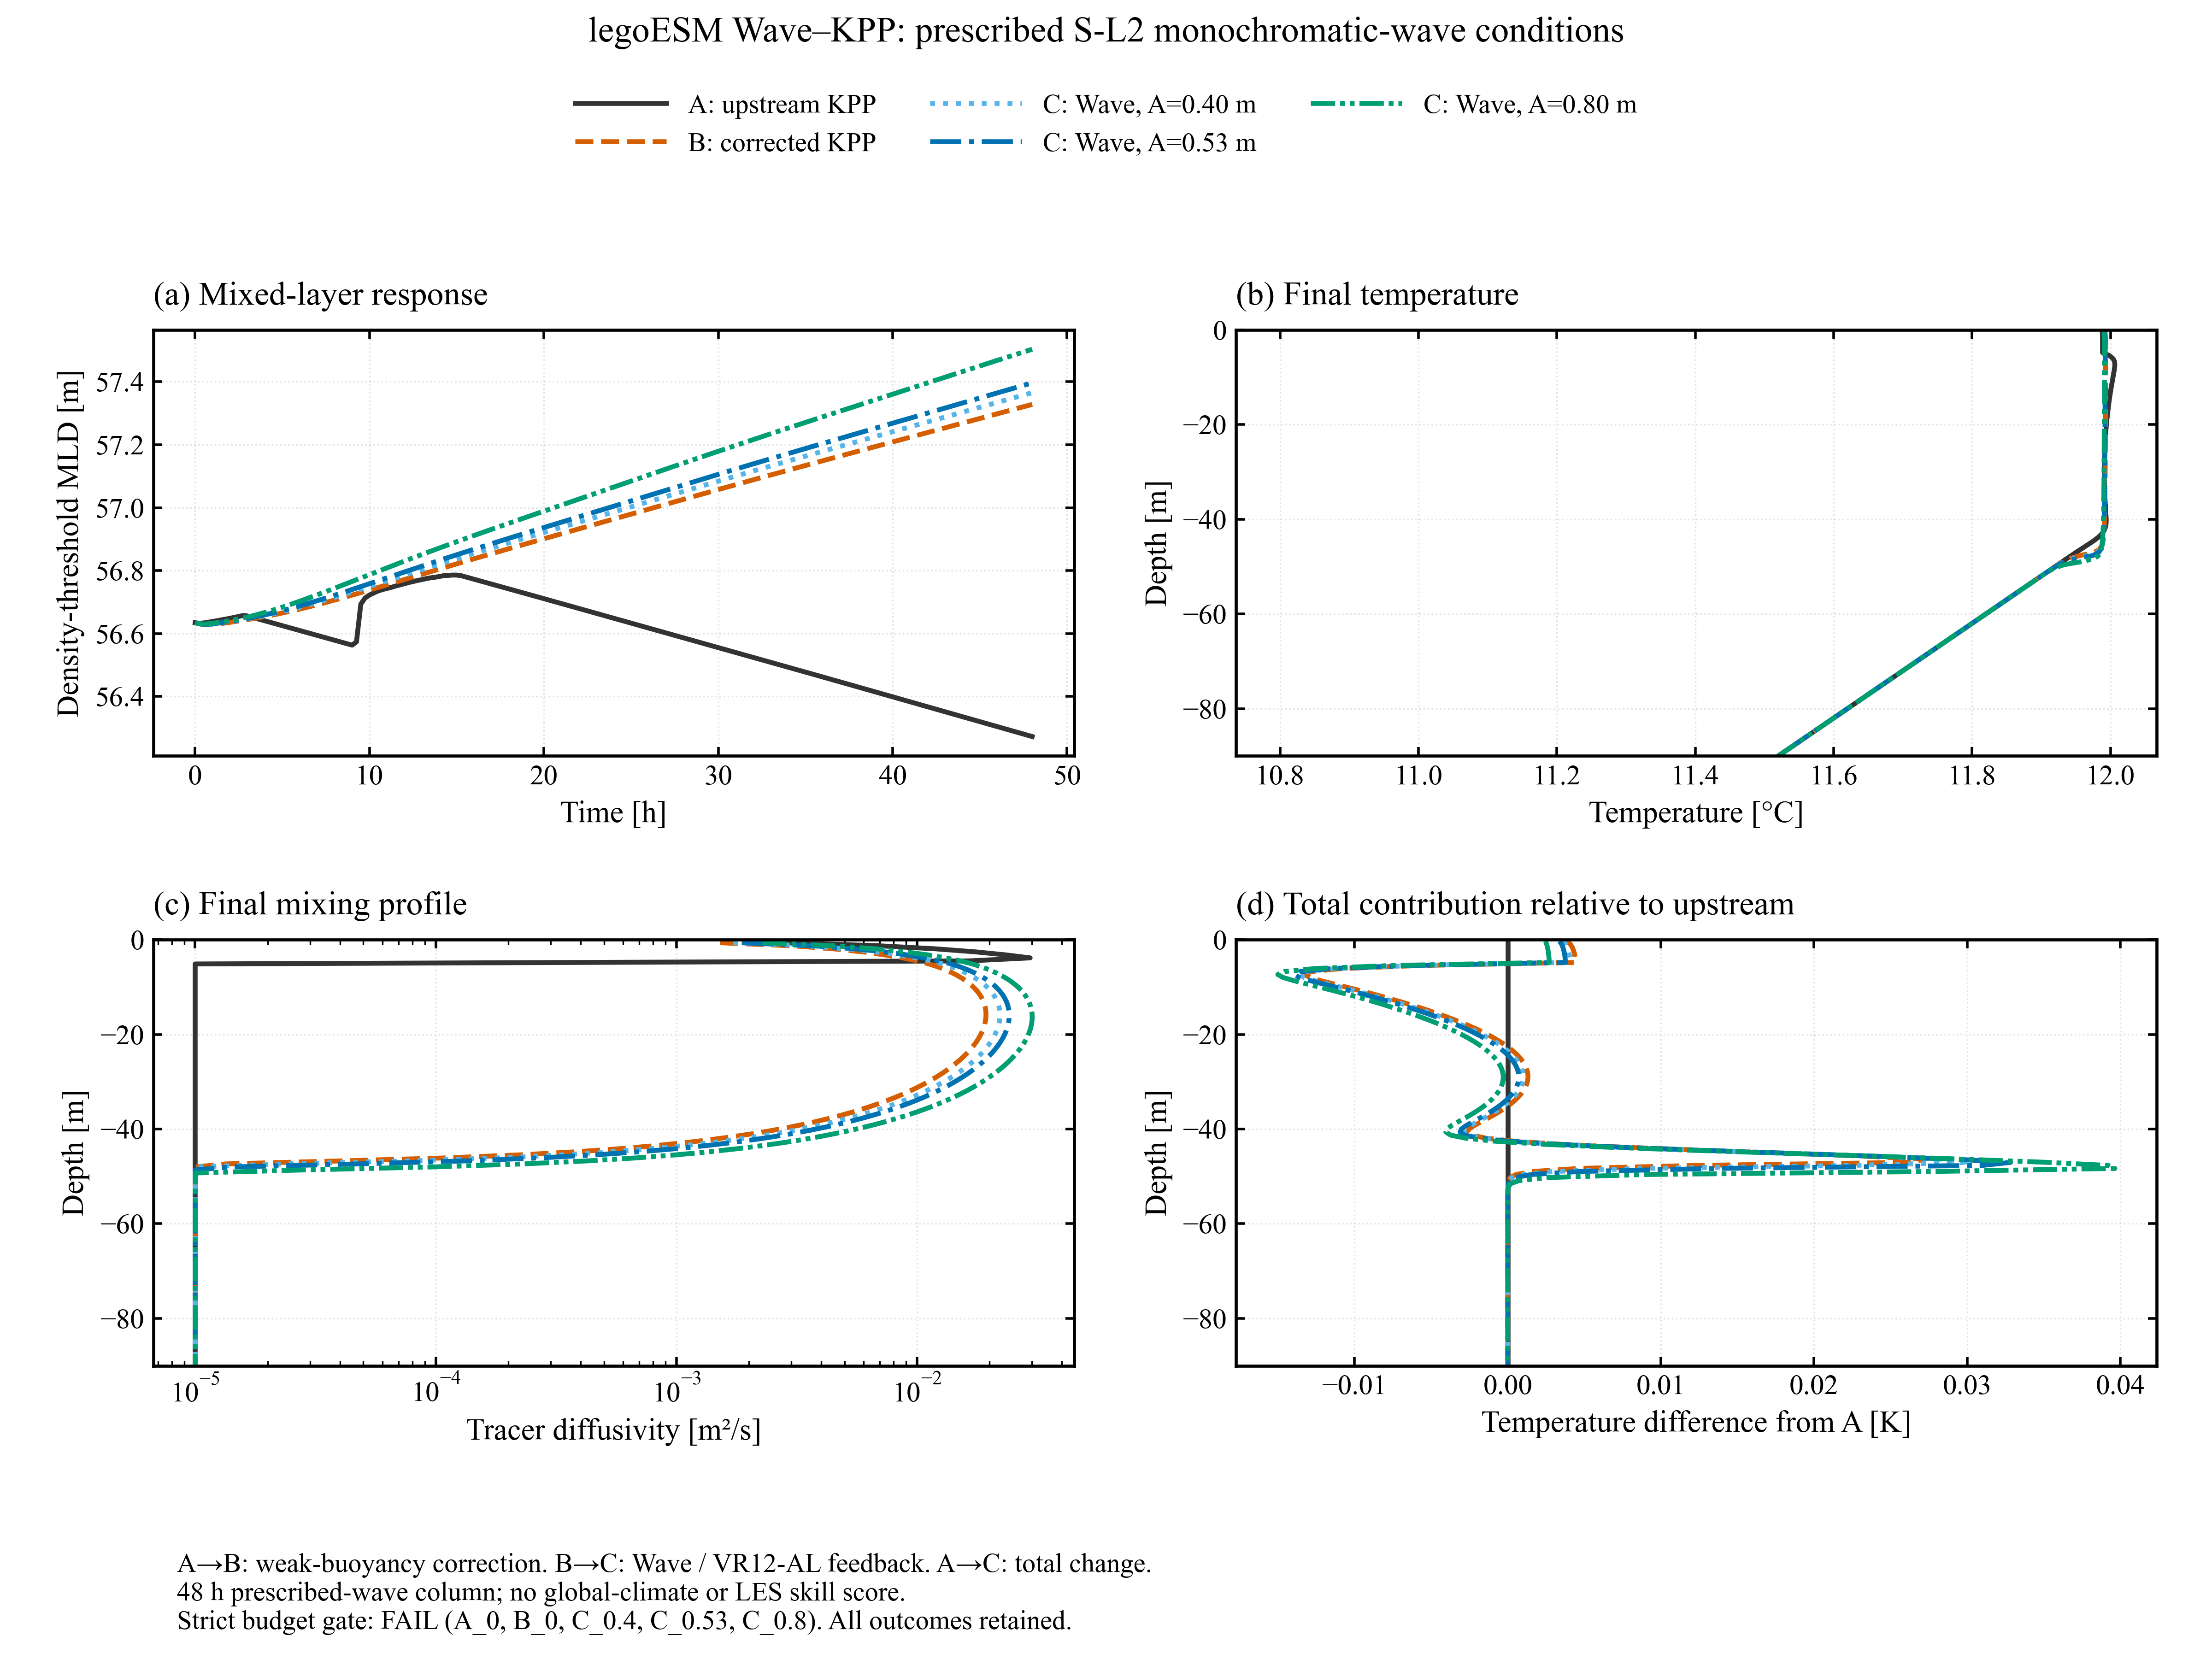 legoESM Wave–KPP: prescribed S-L2 monochromatic-wave conditions
A: upstream KPP
B: corrected KPP
C: Wave, A=0.40 m
C: Wave, A=0.53 m
C: Wave, A=0.80 m
(a) Mixed-layer response
Density-threshold MLD [m]
57.4
57.2
57.0
56.8
56.6
56.4
0 10 20 30 40 50
Time [h]
(b) Final temperature
Depth [m]
0
−20
−40
−60
−80
10.8 11.0 11.2 11.4 11.6 11.8 12.0
Temperature [°C]
(c) Final mixing profile
Depth [m]
0
−20
−40
−60
−80
10⁻⁵ 10⁻⁴ 10⁻³ 10⁻²
Tracer diffusivity [m²/s]
(d) Total contribution relative to upstream
Depth [m]
0
−20
−40
−60
−80
−0.01 0.00 0.01 0.02 0.03 0.04
Temperature difference from A [K]
A→B: weak-buoyancy correction. B→C: Wave / VR12-AL feedback. A→C: total change.
48 h prescribed-wave column; no global-climate or LES skill score.
Strict budget gate: FAIL (A_0, B_0, C_0.4, C_0.53, C_0.8). All outcomes retained.